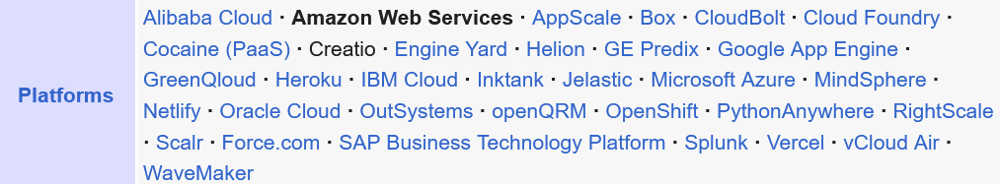 Platforms
Alibaba Cloud · Amazon Web Services · AppScale · Box · CloudBolt · Cloud Foundry ·
Cocaine (PaaS) · Creatio · Engine Yard · Helion · GE Predix · Google App Engine ·
GreenQloud · Heroku · IBM Cloud · Inktank · Jelastic · Microsoft Azure · MindSphere ·
Netlify · Oracle Cloud · OutSystems · openQRM · OpenShift · PythonAnywhere · RightScale
· Scalr · Force.com · SAP Business Technology Platform · Splunk · Vercel · vCloud Air ·
WaveMaker